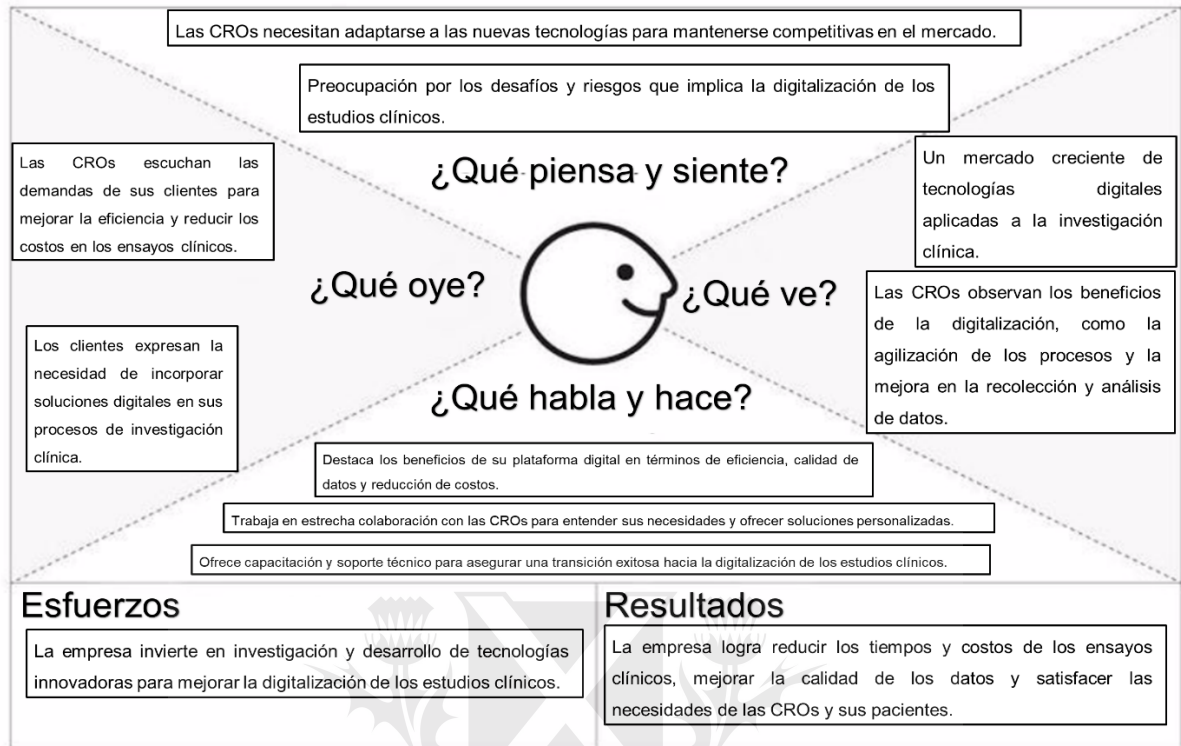 Las CROs necesitan adaptarse a las nuevas tecnologías para mantenerse competitivas en el mercado.
Preocupación por los desafíos y riesgos que implica la digitalización de los
estudios clínicos.
¿Qué piensa y siente?
Las CROs escuchan las
demandas de sus clientes para
mejorar la eficiencia y reducir los
costos en los ensayos clínicos.
¿Qué oye?
Los clientes expresan la
necesidad de incorporar
soluciones digitales en sus
procesos de investigación
clínica.
¿Qué ve?
Un mercado creciente de
tecnologías digitales
aplicadas a la investigación
clínica.
Las CROs observan los beneficios
de la digitalización, como la
agilización de los procesos y la
mejora en la recolección y análisis
de datos.
¿Qué habla y hace?
Destaca los beneficios de su plataforma digital en términos de eficiencia, calidad de
datos y reducción de costos.
Trabaja en estrecha colaboración con las CROs para entender sus necesidades y ofrecer soluciones personalizadas.
Ofrece capacitación y soporte técnico para asegurar una transición exitosa hacia la digitalización de los estudios clínicos.
Esfuerzos
La empresa invierte en investigación y desarrollo de tecnologías
innovadoras para mejorar la digitalización de los estudios clínicos.
Resultados
La empresa logra reducir los tiempos y costos de los ensayos
clínicos, mejorar la calidad de los datos y satisfacer las
necesidades de las CROs y sus pacientes.